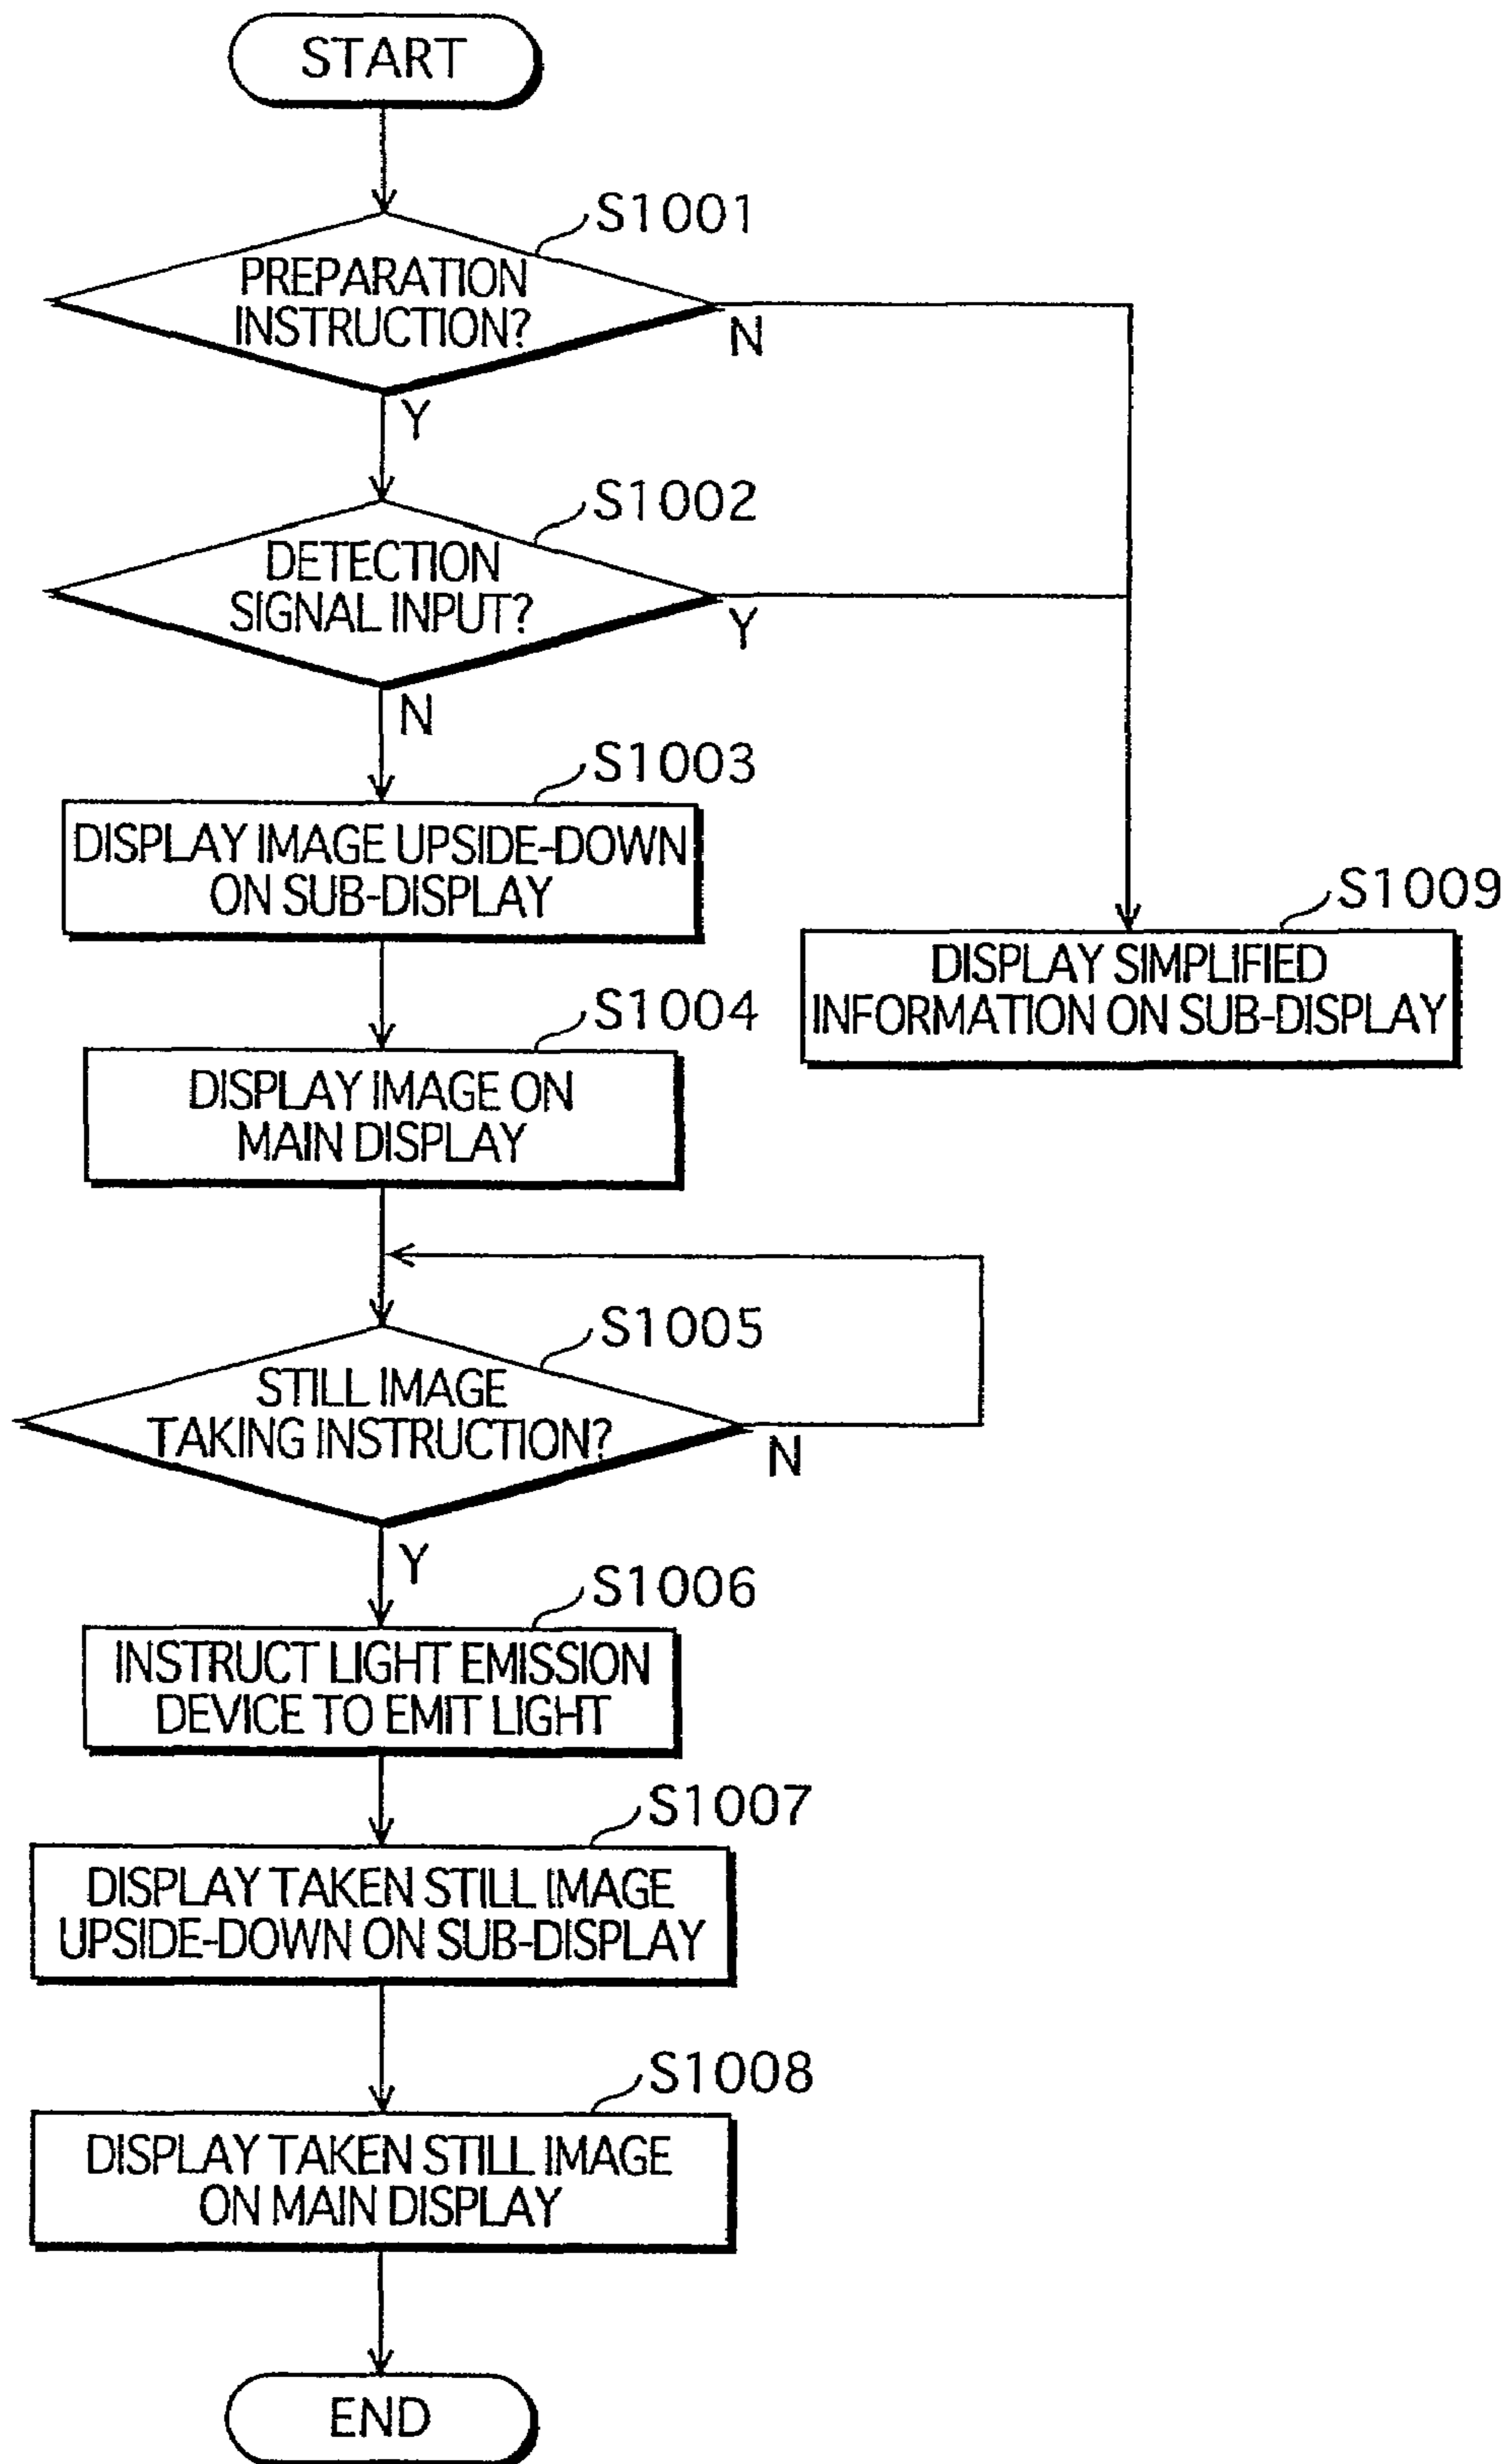 START
S1001
PREPARATION
INSTRUCTION?
N
Y
S1002
DETECTION
SIGNAL INPUT?
Y
N
S1003
DISPLAY IMAGE UPSIDE-DOWN
ON SUB-DISPLAY
S1009
DISPLAY SIMPLIFIED
INFORMATION ON SUB-DISPLAY
S1004
DISPLAY IMAGE ON
MAIN DISPLAY
S1005
STILL IMAGE
TAKING INSTRUCTION?
N
Y
S1006
INSTRUCT LIGHT EMISSION
DEVICE TO EMIT LIGHT
S1007
DISPLAY TAKEN STILL IMAGE
UPSIDE-DOWN ON SUB-DISPLAY
S1008
DISPLAY TAKEN STILL IMAGE
ON MAIN DISPLAY
END